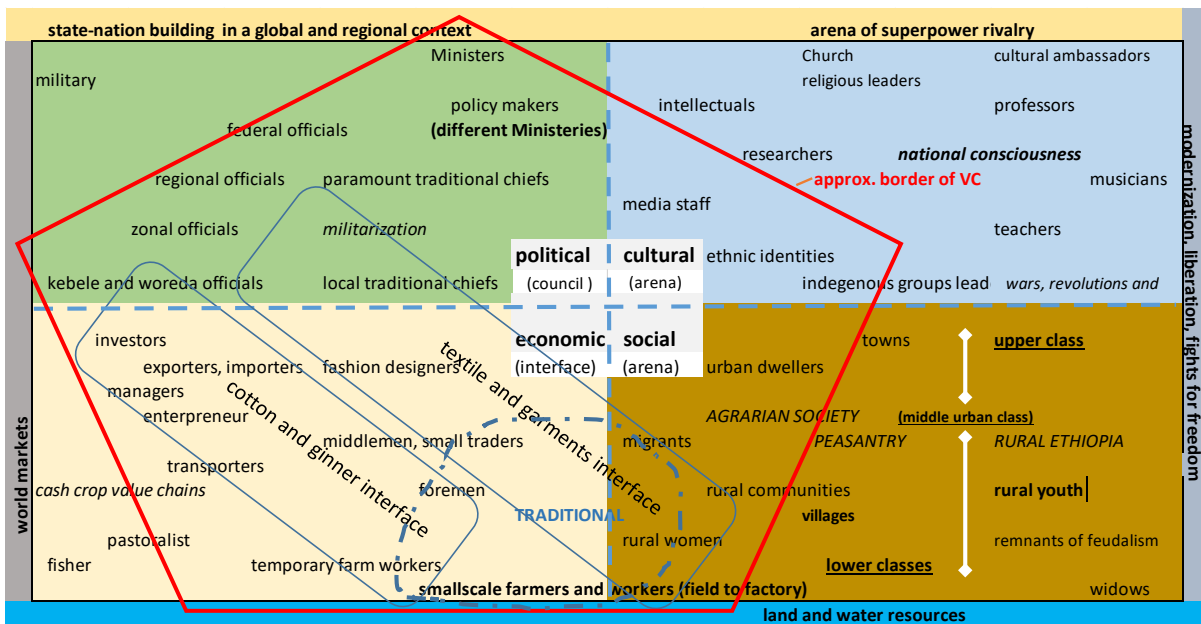 state-nation building in a global and regional context
arena of superpower rivalry
Ministers
military
policy makers
federal officials
(different Ministeries)
regional officials
paramount traditional chiefs
zonal officials
militarization
kebele and woreda officials
local traditional chiefs
political
(council )
Church
cultural ambassadors
religious leaders
intellectuals
professors
researchers
national consciousness
approx. border of VC
musicians
media staff
teachers
cultural
(arena)
ethnic identities
indegenous groups lead
wars, revolutions and
modernization, liberation, fights for freedom
world markets
investors
economic
(interface)
exporters, importers
fashion designers
managers
enterpreneur
middlemen, small traders
transporters
cash crop value chains
foremen
TRADITIONAL
pastoralist
fisher
temporary farm workers
cotton and ginner interface
textile and garments interface
smallscale farmers and workers (field to factory)
social
(arena)
towns
upper class
urban dwellers
AGRARIAN SOCIETY
(middle urban class)
migrants
PEASANTRY
RURAL ETHIOPIA
rural communities
rural youth
villages
rural women
remnants of feudalism
lower classes
widows
land and water resources